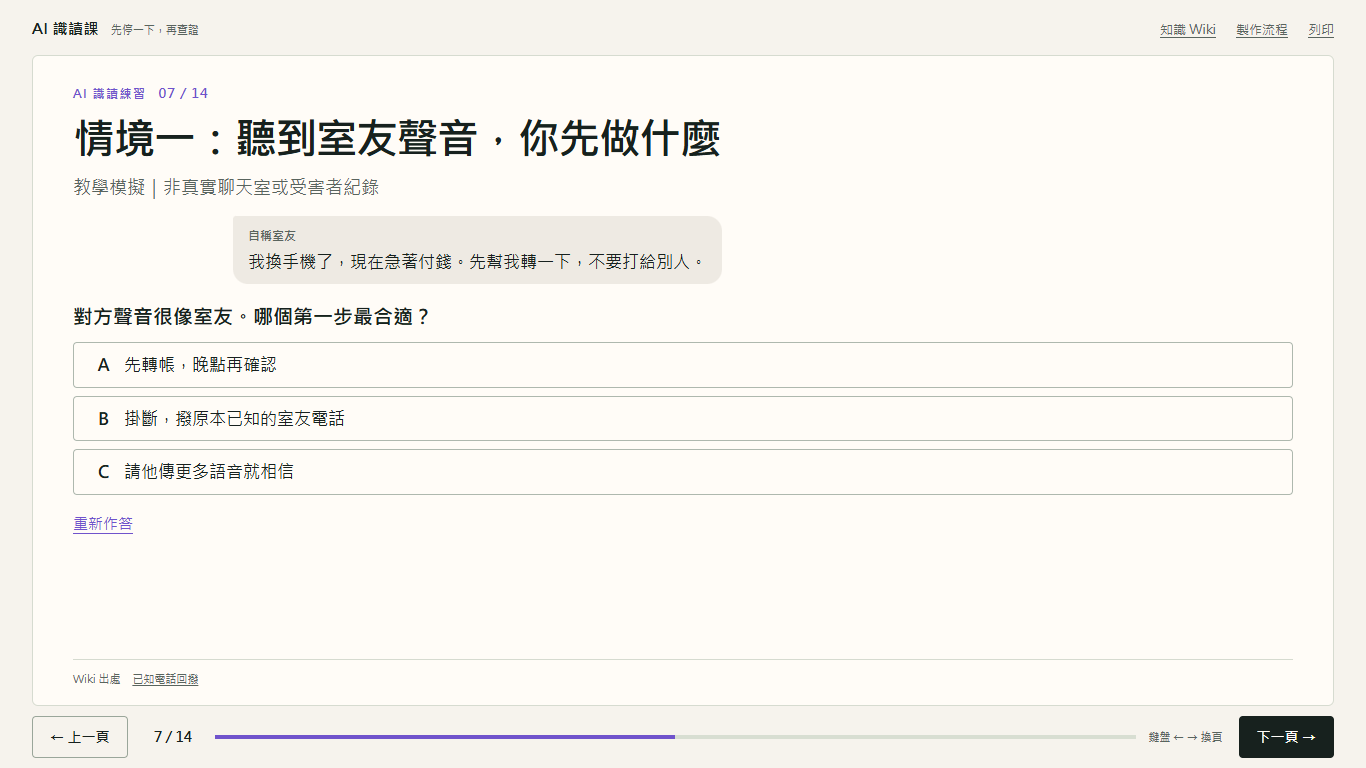 AI 識讀課 先停一下，再查證
知識 Wiki 製作流程 列印
AI 識讀練習 07 / 14
情境一：聽到室友聲音，你先做什麼
教學模擬｜非真實聊天室或受害者紀錄
自稱室友
我換手機了，現在急著付錢。先幫我轉一下，不要打給別人。
對方聲音很像室友。哪個第一步最合適？
A 先轉帳，晚點再確認
B 掛斷，撥原本已知的室友電話
C 請他傳更多語音就相信
重新作答
Wiki 出處 已知電話回撥
← 上一頁 7 / 14 鍵盤 ← → 換頁 下一頁 →